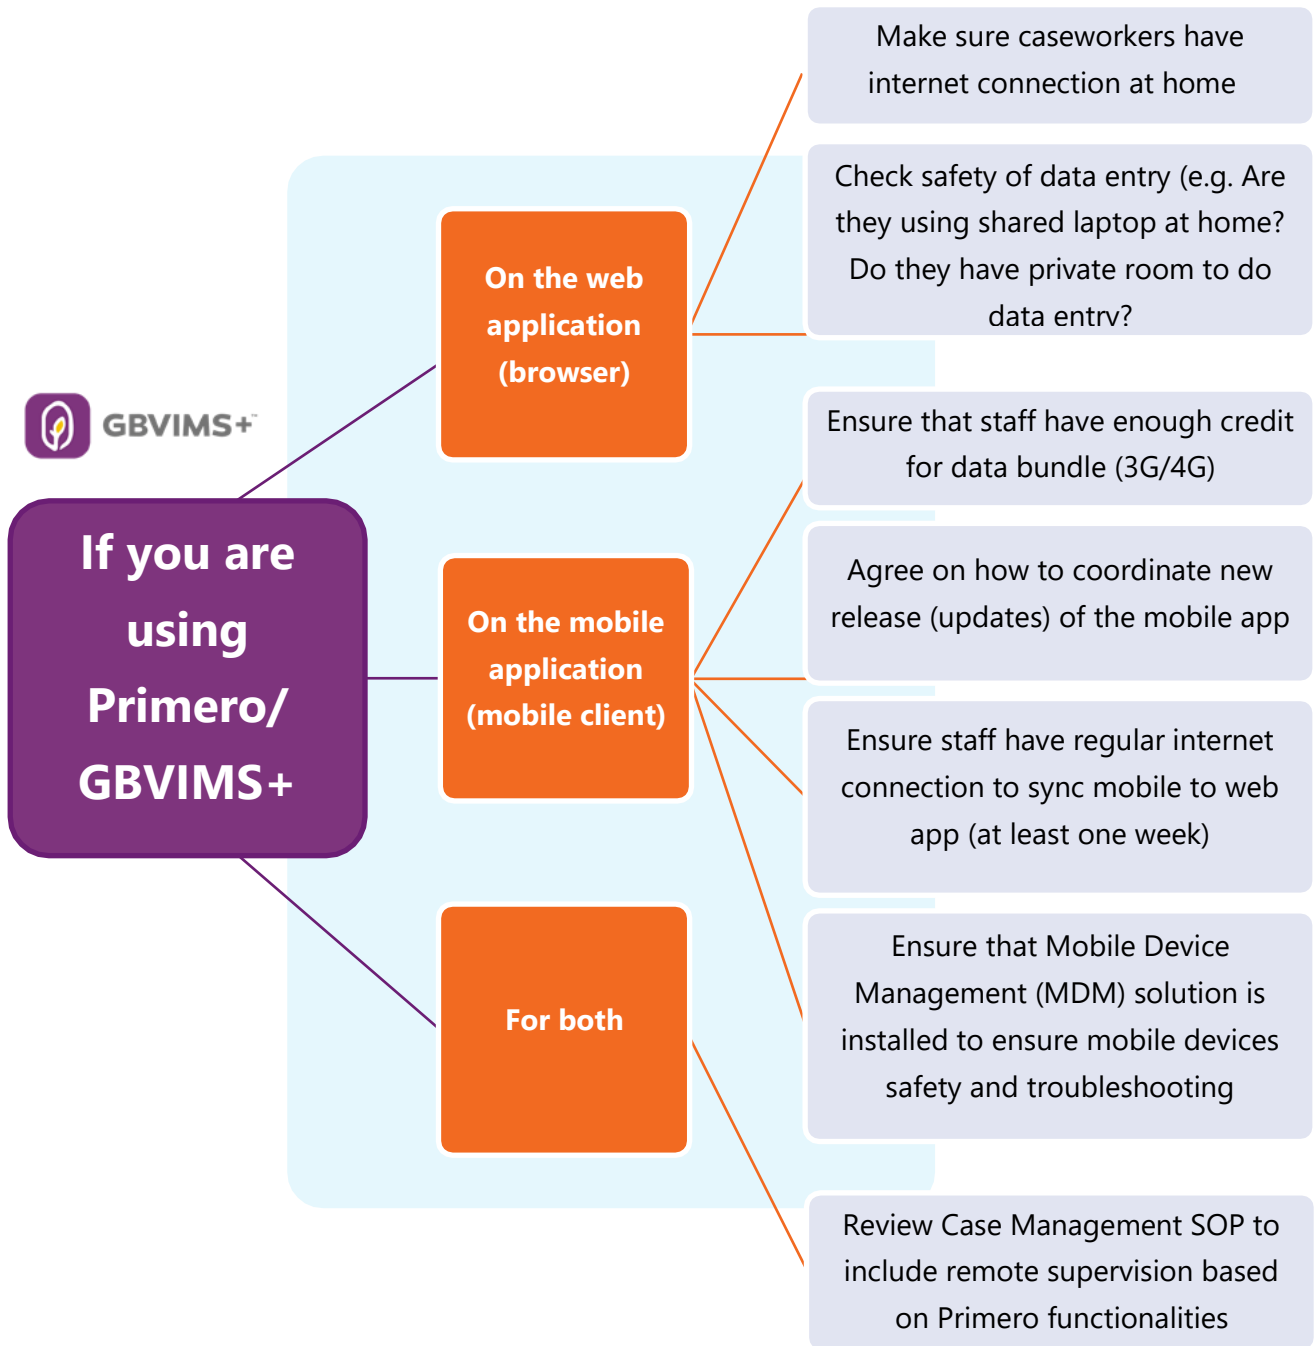 GBVIMS+™
If you are
using
Primero/
GBVIMS+
On the web
application
(browser)
Make sure caseworkers have
internet connection at home
Check safety of data entry (e.g. Are
they using shared laptop at home?
Do they have private room to do
data entry?
On the mobile
application
(mobile client)
Ensure that staff have enough credit
for data bundle (3G/4G)
Agree on how to coordinate new
release (updates) of the mobile app
Ensure staff have regular internet
connection to sync mobile to web
app (at least one week)
Ensure that Mobile Device
Management (MDM) solution is
installed to ensure mobile devices
safety and troubleshooting
For both
Review Case Management SOP to
include remote supervision based
on Primero functionalities